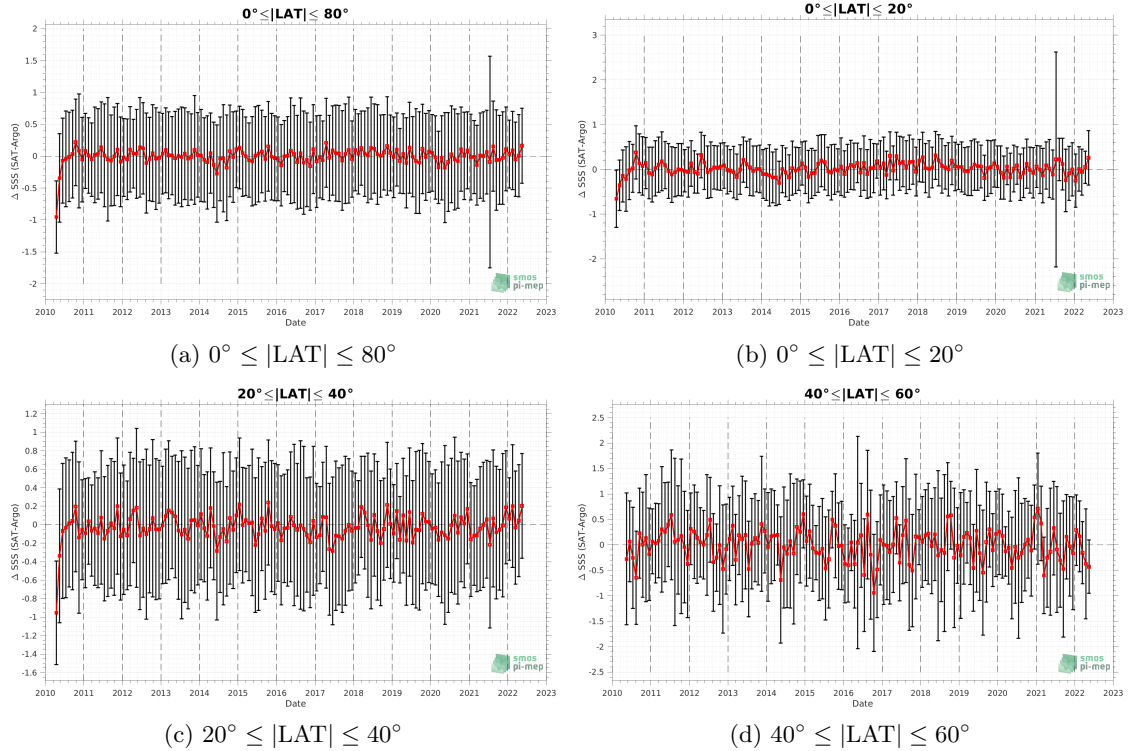 0°≤|LAT|≤ 80°
2
1.5
1
0.5
0
-0.5
-1
-1.5
-2
Δ SSS (SAT-Argo)
2010 2011 2012 2013 2014 2015 2016 2017 2018 2019 2020 2021 2022 2023
Date
smos
pi-mep
(a) 0° ≤ |LAT| ≤ 80°
0°≤|LAT|≤ 20°
3
2
1
0
-1
-2
Δ SSS (SAT-Argo)
2010 2011 2012 2013 2014 2015 2016 2017 2018 2019 2020 2021 2022 2023
Date
smos
pi-mep
(b) 0° ≤ |LAT| ≤ 20°
20°≤|LAT|≤ 40°
1.2
1
0.8
0.6
0.4
0.2
0
-0.2
-0.4
-0.6
-0.8
-1
-1.2
-1.4
-1.6
Δ SSS (SAT-Argo)
2010 2011 2012 2013 2014 2015 2016 2017 2018 2019 2020 2021 2022 2023
Date
smos
pi-mep
(c) 20° ≤ |LAT| ≤ 40°
40°≤|LAT|≤ 60°
2.5
2
1.5
1
0.5
0
-0.5
-1
-1.5
-2
-2.5
Δ SSS (SAT-Argo)
2010 2011 2012 2013 2014 2015 2016 2017 2018 2019 2020 2021 2022 2023
Date
smos
pi-mep
(d) 40° ≤ |LAT| ≤ 60°